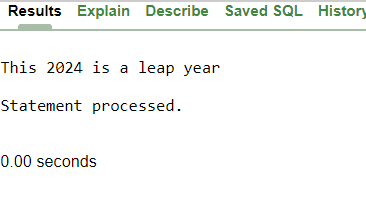 Results Explain Describe Saved SQL History
This 2024 is a leap year
Statement processed.
0.00 seconds